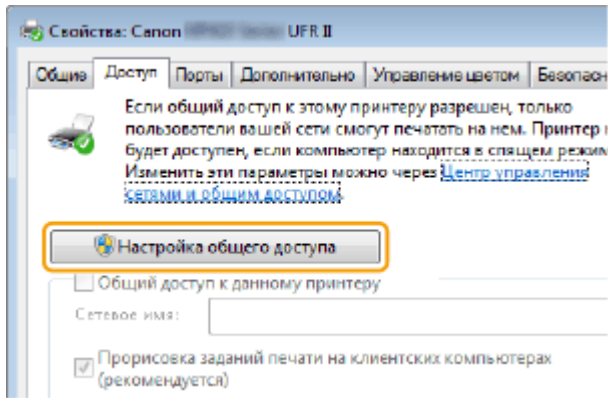 Свойства: Canon UFR II
Общие Доступ Порты Дополнительно Управление цветом Безопасн
Если общий доступ к этому принтеру разрешен, только
пользователи вашей сети смогут печатать на нем. Принтер
будет доступен, если компьютер находится в спящем режим
Изменить эти параметры можно через Центр управления
сетями и общим доступом.
Настройка общего доступа
Общий доступ к данному принтеру
Сетевое имя:
Прорисовка заданий печати на клиентских компьютерах
(рекомендуется)